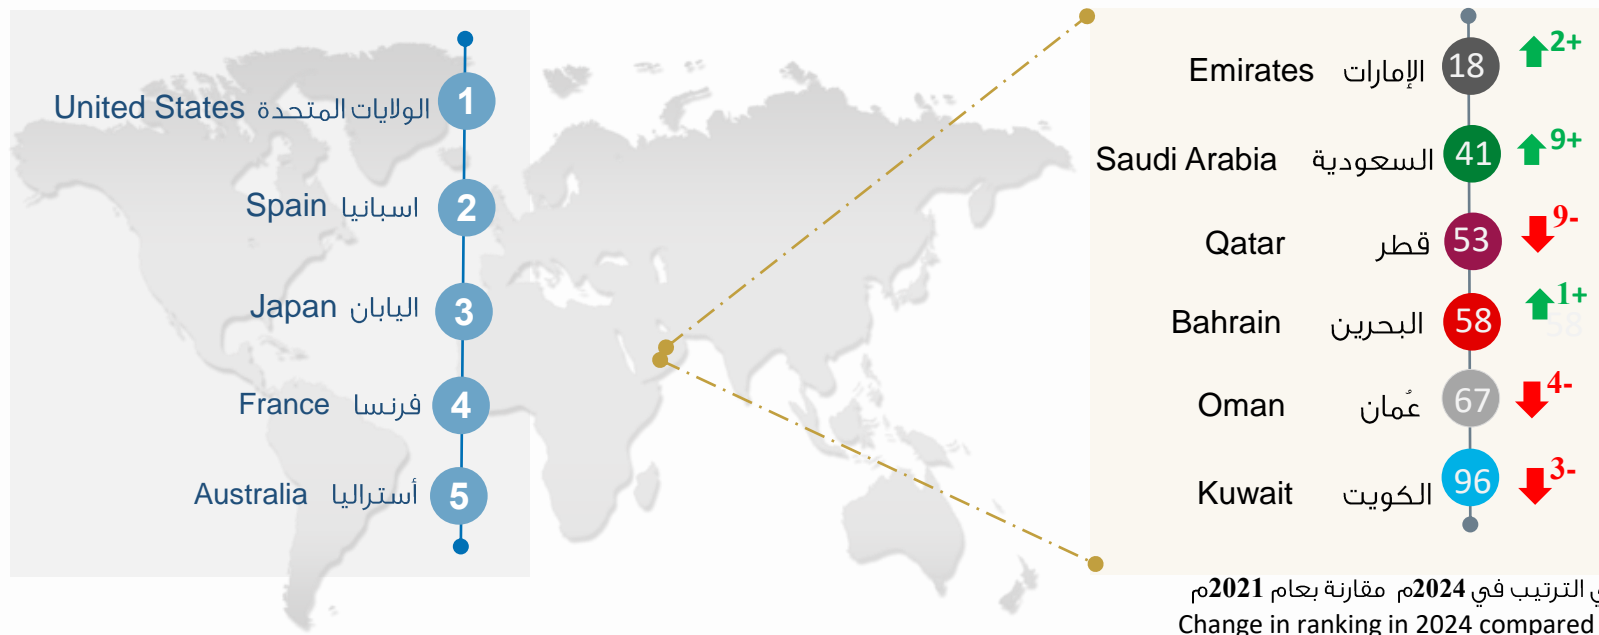 United States الولايات المتحدة 1
Spain اسبانيا 2
Japan اليابان 3
France فرنسا 4
Australia أستراليا 5
Emirates الإمارات 18 2+
Saudi Arabia السعودية 41 9+
Qatar قطر 53 9-
Bahrain البحرين 58 1+
58
Oman عُمان 67 4-
Kuwait الكويت 96 3-
الترتيب في 2024م مقارنة بعام 2021م
Change in ranking in 2024 compared